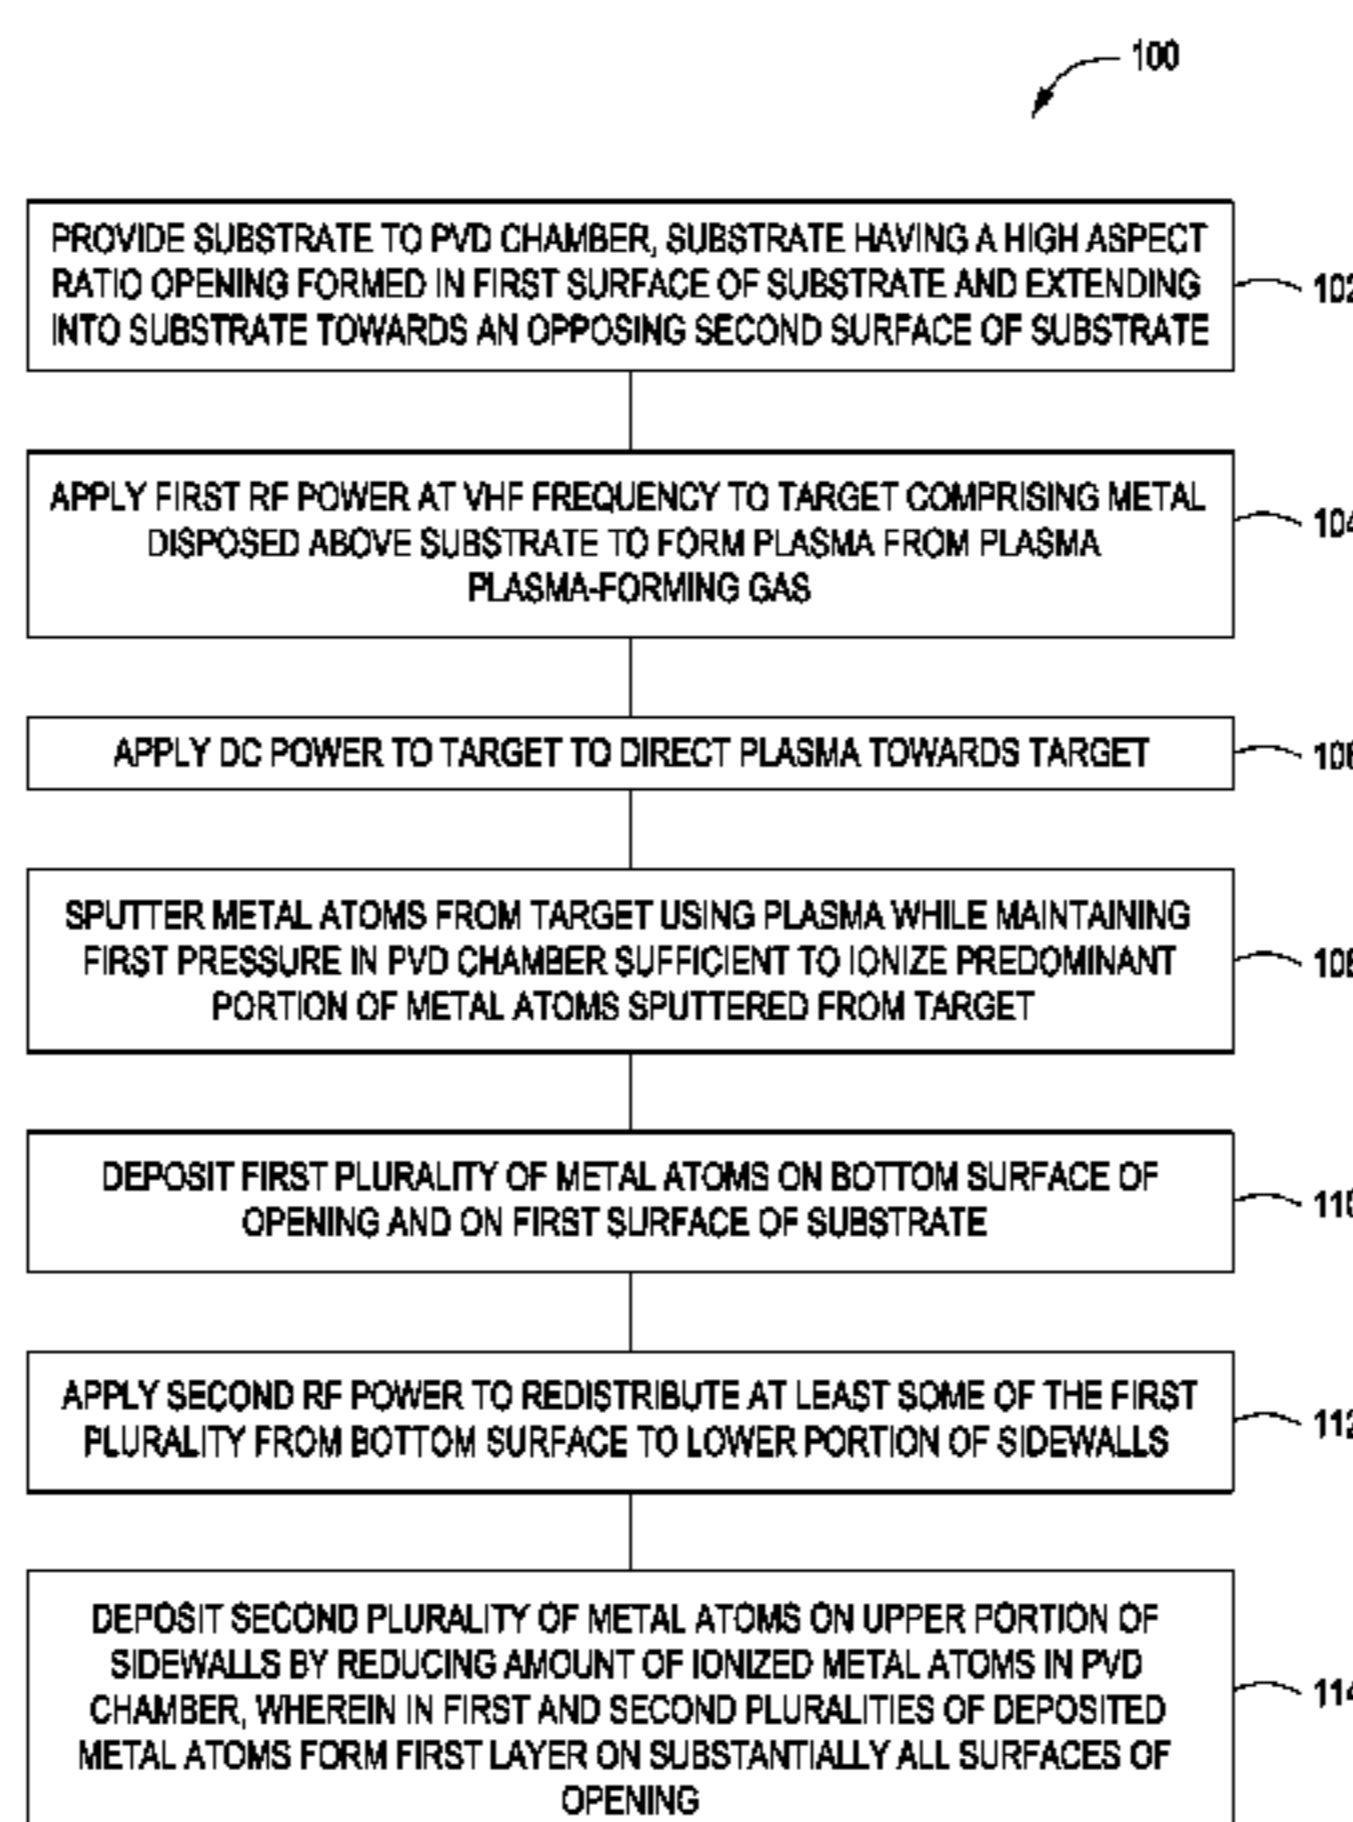 100
PROVIDE SUBSTRATE TO PVD CHAMBER, SUBSTRATE HAVING A HIGH ASPECT
RATIO OPENING FORMED IN FIRST SURFACE OF SUBSTRATE AND EXTENDING
INTO SUBSTRATE TOWARDS AN OPPOSING SECOND SURFACE OF SUBSTRATE
102
APPLY FIRST RF POWER AT VHF FREQUENCY TO TARGET COMPRISING METAL
DISPOSED ABOVE SUBSTRATE TO FORM PLASMA FROM PLASMA
PLASMA-FORMING GAS
104
APPLY DC POWER TO TARGET TO DIRECT PLASMA TOWARDS TARGET
106
SPUTTER METAL ATOMS FROM TARGET USING PLASMA WHILE MAINTAINING
FIRST PRESSURE IN PVD CHAMBER SUFFICIENT TO IONIZE PREDOMINANT
PORTION OF METAL ATOMS SPUTTERED FROM TARGET
108
DEPOSIT FIRST PLURALITY OF METAL ATOMS ON BOTTOM SURFACE OF
OPENING AND ON FIRST SURFACE OF SUBSTRATE
110
APPLY SECOND RF POWER TO REDISTRIBUTE AT LEAST SOME OF THE FIRST
PLURALITY FROM BOTTOM SURFACE TO LOWER PORTION OF SIDEWALLS
112
DEPOSIT SECOND PLURALITY OF METAL ATOMS ON UPPER PORTION OF
SIDEWALLS BY REDUCING AMOUNT OF IONIZED METAL ATOMS IN PVD
CHAMBER, WHEREIN IN FIRST AND SECOND PLURALITIES OF DEPOSITED
METAL ATOMS FORM FIRST LAYER ON SUBSTANTIALLY ALL SURFACES OF
OPENING
114